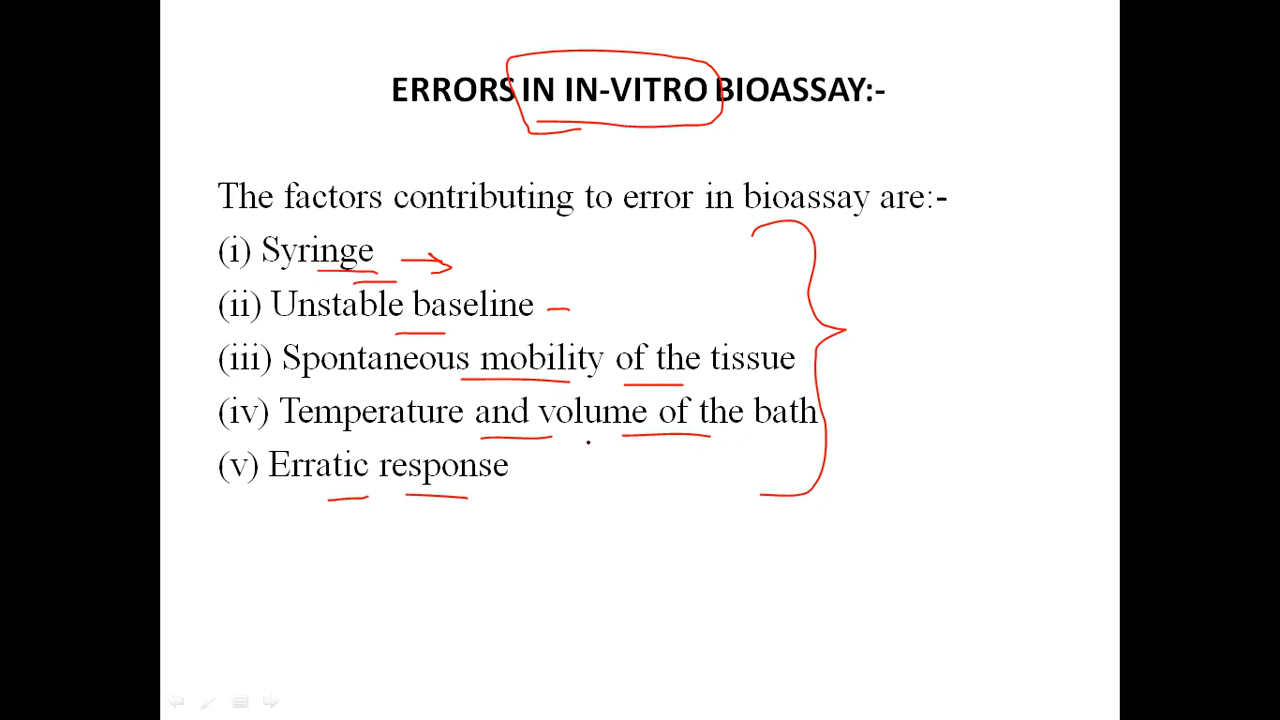 ERRORS IN IN-VITRO BIOASSAY:-
The factors contributing to error in bioassay are:-
(i) Syringe
(ii) Unstable baseline
(iii) Spontaneous mobility of the tissue
(iv) Temperature and volume of the bath
(v) Erratic response